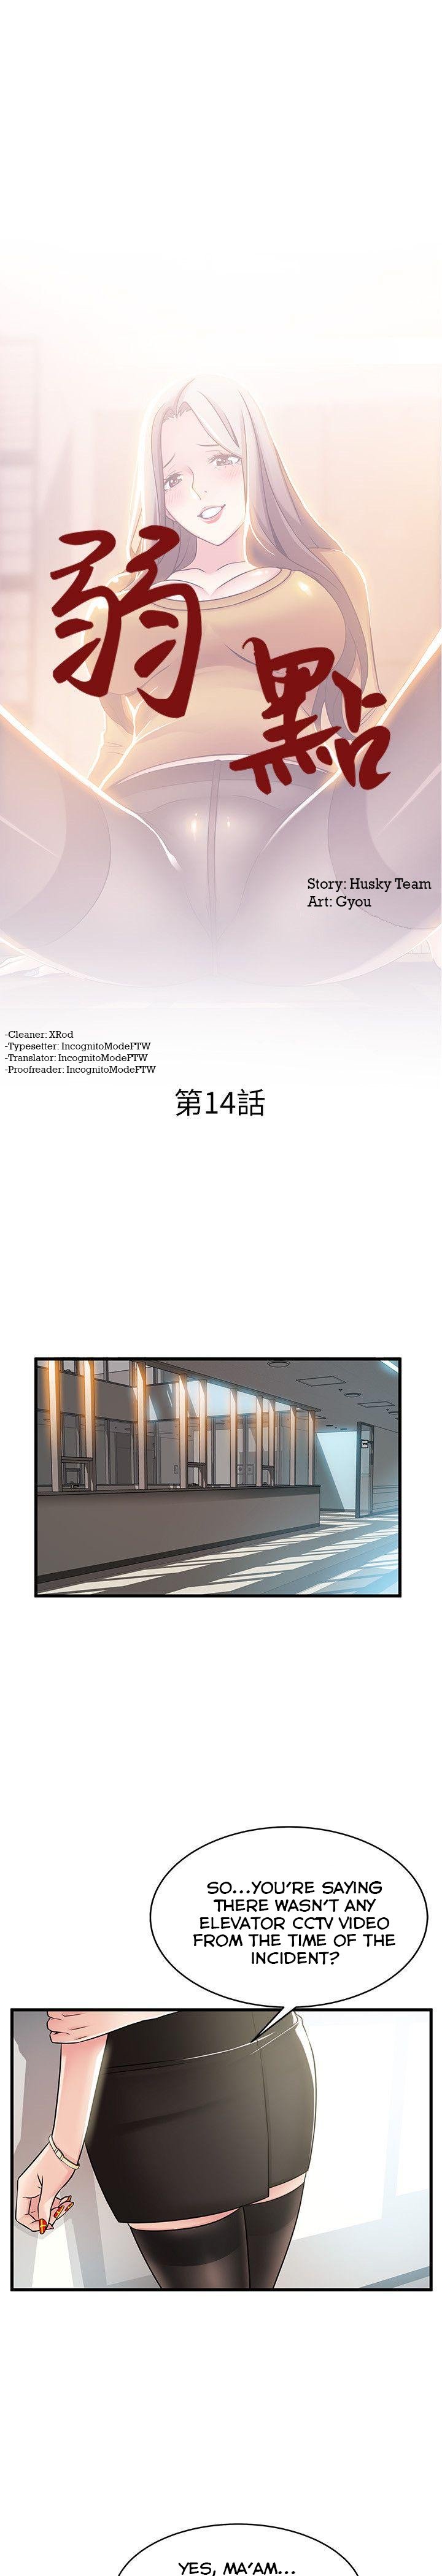 弱
點
Story: Husky Team
Art: Gyou
-Cleaner: XRod
-Typesetter: IncognitoModeFTW
-Translator: IncognitoModeFTW
-Proofreader: IncognitoModeFTW
第14話
SO...YOU'RE SAYING
THERE WASN'T ANY
ELEVATOR CCTV VIDEO
FROM THE TIME OF THE
INCIDENT?
YES, MA'AM...